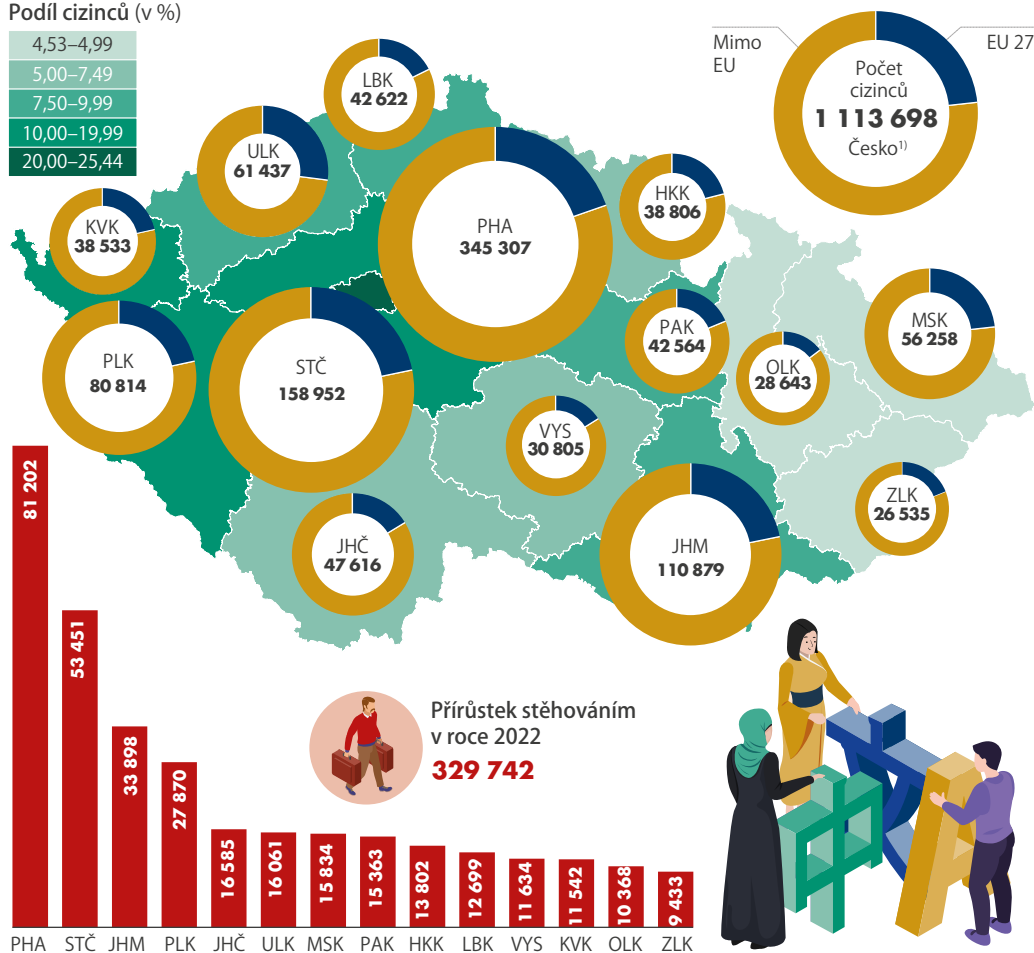 Podíl cizinců (v %)
4,53–4,99
5,00–7,49
7,50–9,99
10,00–19,99
20,00–25,44
Mimo
EU
EU 27
Počet
cizinců
1 113 698
Česko¹⁾
LBK
42 622
ULK
61 437
HKK
38 806
KVK
38 533
PHA
345 307
PLK
80 814
STČ
158 952
PAK
42 564
OLK
28 643
MSK
56 258
VYS
30 805
ZLK
26 535
JHČ
47 616
JHM
110 879
Přírůstek stěhováním
v roce 2022
329 742
81 202
53 451
33 898
27 870
16 585
16 061
15 834
15 363
13 802
12 699
11 634
11 542
10 368
9 433
PHA STČ JHM PLK JHČ ULK MSK PAK HKK LBK VYS KVK OLK ZLK